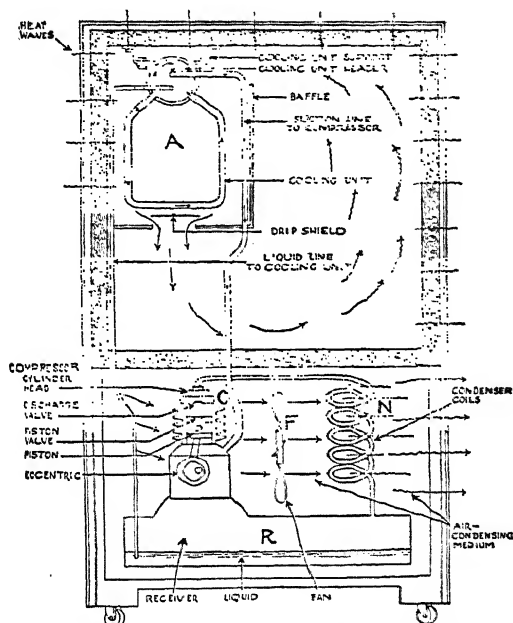 HEAT
WAVES
COOLING UNIT SUPPORT
COOLING UNIT HEADER
BAFFLE
SUCTION LINE
TO COMPRESSOR
A
COOLING UNIT
DRIP SHIELD
LIQUID LINE
TO COOLING UNIT
COMPRESSOR
CYLINDER
HEAD
DISCHARGE
VALVE
PISTON
VALVE
PISTON
ECCENTRIC
C
F
N
CONDENSER
COILS
R
AIR-
CONDENSING
MEDIUM
RECEIVER
LIQUID
FAN